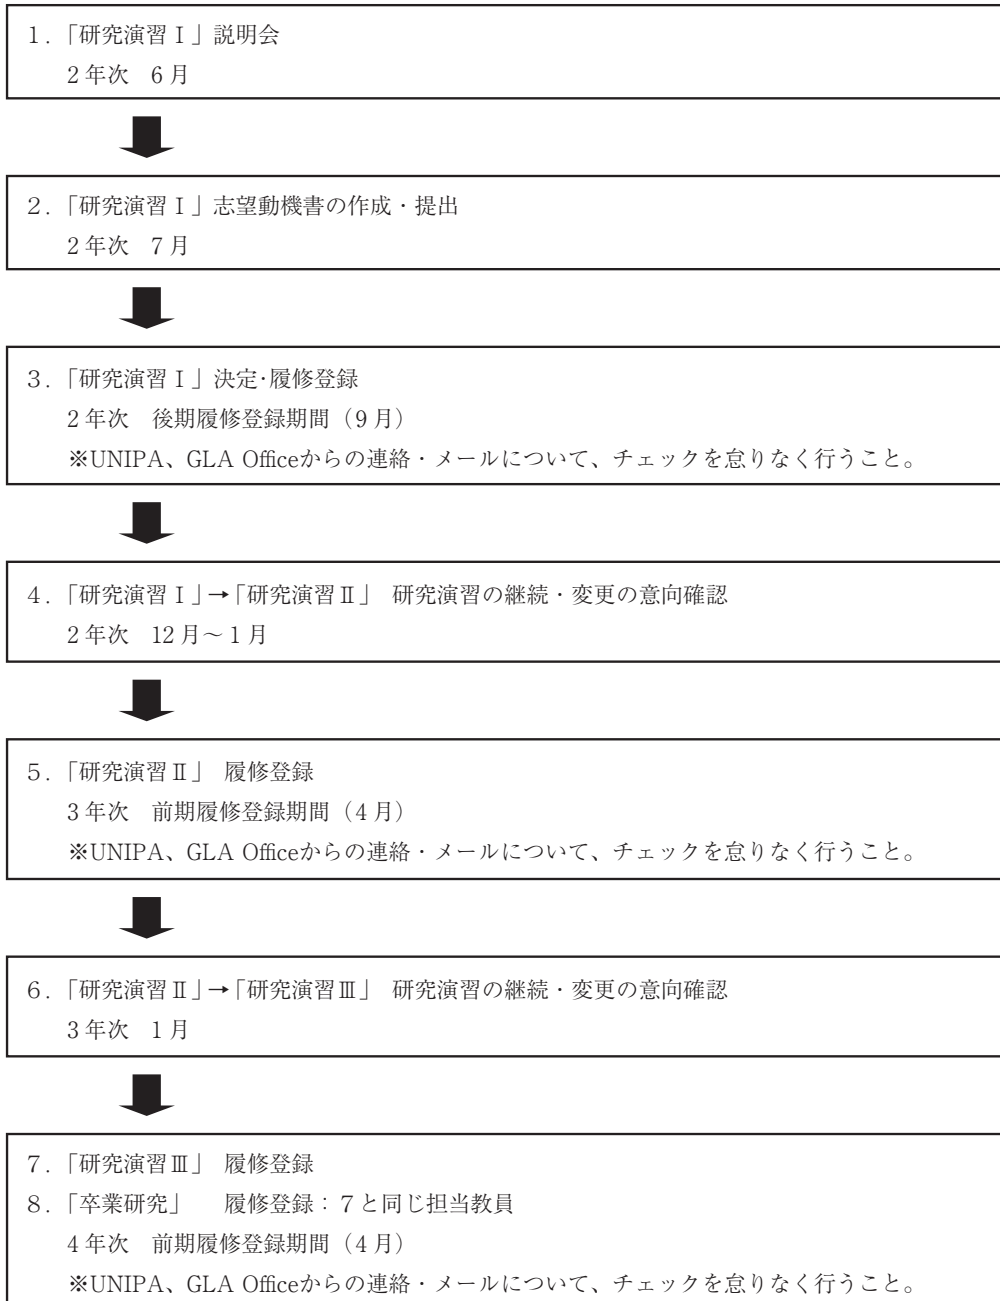 1.「研究演習Ⅰ」説明会
2年次　6月
2.「研究演習Ⅰ」志望動機書の作成・提出
2年次　7月
3.「研究演習Ⅰ」決定・履修登録
2年次　後期履修登録期間（9月）
※UNIPA、GLA Officeからの連絡・メールについて、チェックを怠りなく行うこと。
4.「研究演習Ⅰ」→「研究演習Ⅱ」　研究演習の継続・変更の意向確認
2年次　12月～1月
5.「研究演習Ⅱ」　履修登録
3年次　前期履修登録期間（4月）
※UNIPA、GLA Officeからの連絡・メールについて、チェックを怠りなく行うこと。
6.「研究演習Ⅱ」→「研究演習Ⅲ」　研究演習の継続・変更の意向確認
3年次　1月
7.「研究演習Ⅲ」　履修登録
8.「卒業研究」　　履修登録：7と同じ担当教員
4年次　前期履修登録期間（4月）
※UNIPA、GLA Officeからの連絡・メールについて、チェックを怠りなく行うこと。